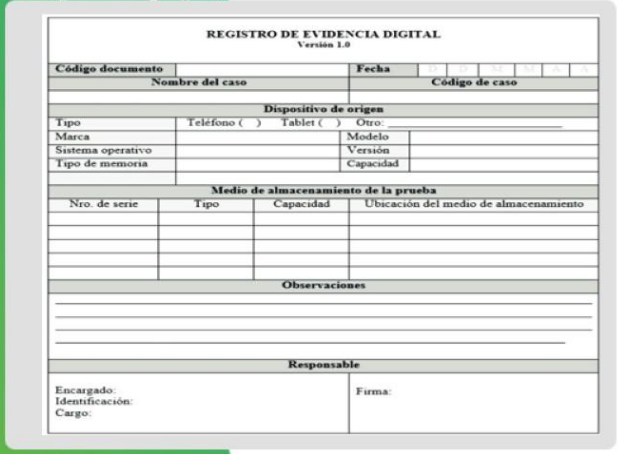 REGISTRO DE EVIDENCIA DIGITAL
Versión 1.0
Código documento Fecha D D M M A A
Nombre del caso Código de caso
Dispositivo de origen
Tipo Teléfono ( ) Tablet ( ) Otro:
Marca Modelo
Sistema operativo Versión
Tipo de memoria Capacidad
Medio de almacenamiento de la prueba
Nro. de serie Tipo Capacidad Ubicación del medio de almacenamiento
Observaciones
Responsable
Encargado: Firma:
Identificación:
Cargo: